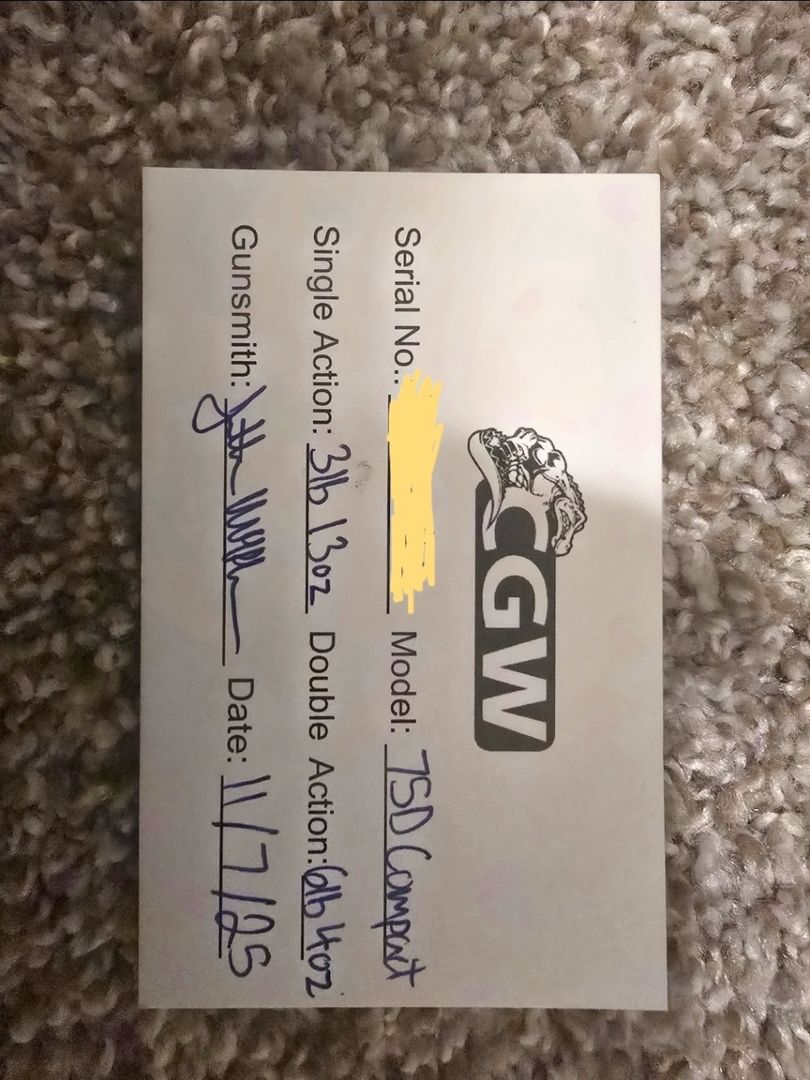 CGW
Serial No.: Model: 75D Compact
Single Action: 3lb 13oz Double Action: 6lb 4oz
Gunsmith: Date: 11/7/25